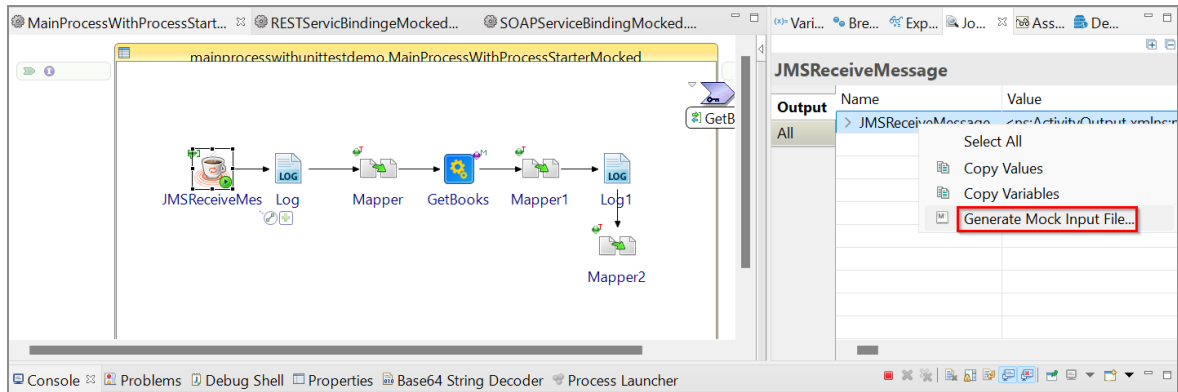 MainProcessWithProcessStart...
RESTServicBindingeMocked...
SOAPServiceBindingMocked....
(x)= Vari...
Bre...
Exp...
Jo...
Ass...
De...
mainprocesswithunittestdemo.MainProcessWithProcessStarterMocked
GetB
LOG
LOG
JMSReceiveMes
Log
Mapper
GetBooks
Mapper1
Log1
Mapper2
JMSReceiveMessage
Output
All
Name
Value
JMSReceiveMessage
<ns:ActivityOutput xmlns:n
Select All
Copy Values
Copy Variables
M Generate Mock Input File...
Console
Problems
Debug Shell
Properties
Base64 String Decoder
Process Launcher